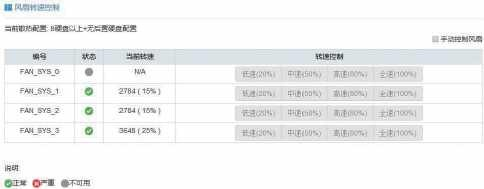 风扇转速控制
当前散热配置: 8硬盘以上+无后置硬盘配置
手动控制风扇
编号 状态 当前转速 转速控制
FAN_SYS_0 N/A 低速(20%) 中速(50%) 高速(80%) 全速(100%)
FAN_SYS_1 2784 ( 15% ) 低速(20%) 中速(50%) 高速(80%) 全速(100%)
FAN_SYS_2 2784 ( 15% ) 低速(20%) 中速(50%) 高速(80%) 全速(100%)
FAN_SYS_3 3648 ( 25% ) 低速(20%) 中速(50%) 高速(80%) 全速(100%)
说明:
正常 严重 不可用